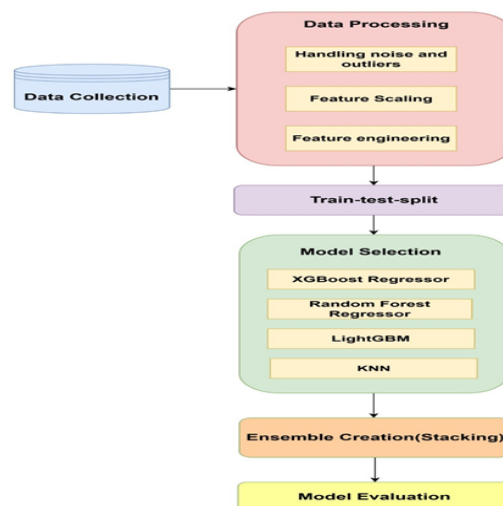 Data Processing
Handling noise and
outliers
Data Collection
Feature Scaling
Feature engineering
Train-test-split
Model Selection
XGBoost Regressor
Random Forest
Regressor
LightGBM
KNN
Ensemble Creation(Stacking)
Model Evaluation